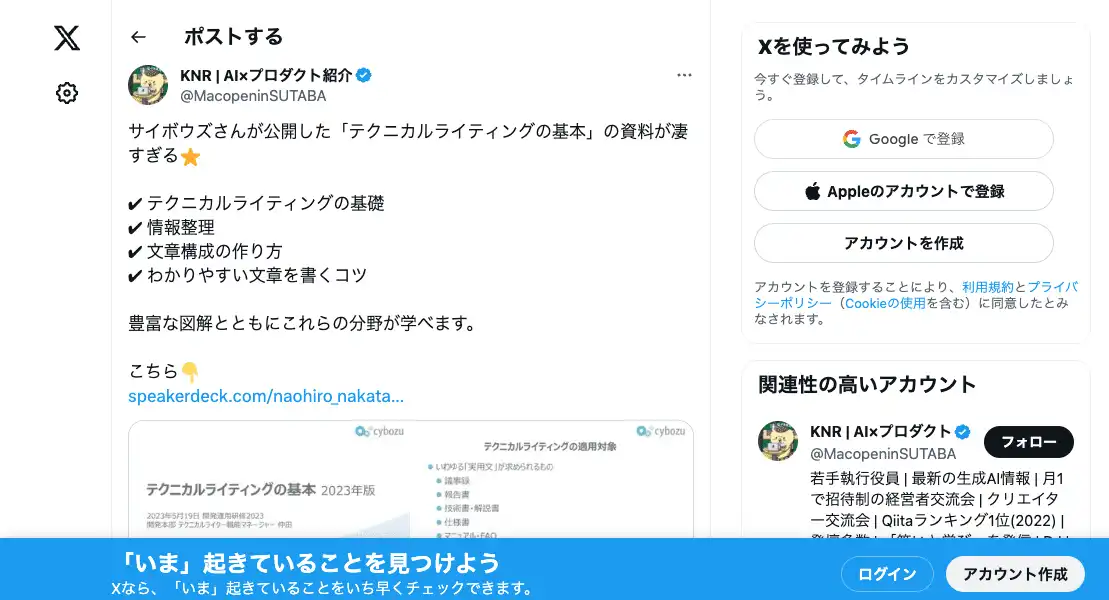 ポストする
KNR | AI×プロダクト紹介
@MacopeninSUTABA
サイボウズさんが公開した「テクニカルライティングの基本」の資料が凄
すぎる⭐
✔ テクニカルライティングの基礎
✔ 情報整理
✔ 文章構成の作り方
✔ わかりやすい文章を書くコツ
豊富な図解とともにこれらの分野が学べます。
こちら👇
speakerdeck.com/naohiro_nakata...
cybozu
テクニカルライティングの基本 2023年版
2023年5月19日 開発運用研修2023
開発本部 テクニカルライター職能マネージャー 仲田
cybozu
テクニカルライティングの適用対象
いわゆる「実用文」が求められるもの
議事録
報告書
技術書・解説書
仕様書
マニュアル・FAQ
Xを使ってみよう
今すぐ登録して、タイムラインをカスタマイズしましょ
う。
Google で登録
Appleのアカウントで登録
アカウントを作成
アカウントを登録することにより、利用規約とプライバ
シーポリシー（Cookieの使用を含む）に同意したとみ
なされます。
関連性の高いアカウント
KNR | AI×プロダクト
@MacopeninSUTABA
フォロー
若手執行役員 | 最新の生成AI情報 | 月1
で招待制の経営者交流会 | クリエイタ
ー交流会 | Qiitaランキング1位(2022) |
「いま」起きていることを見つけよう
Xなら、「いま」起きていることをいち早くチェックできます。
ログイン
アカウント作成